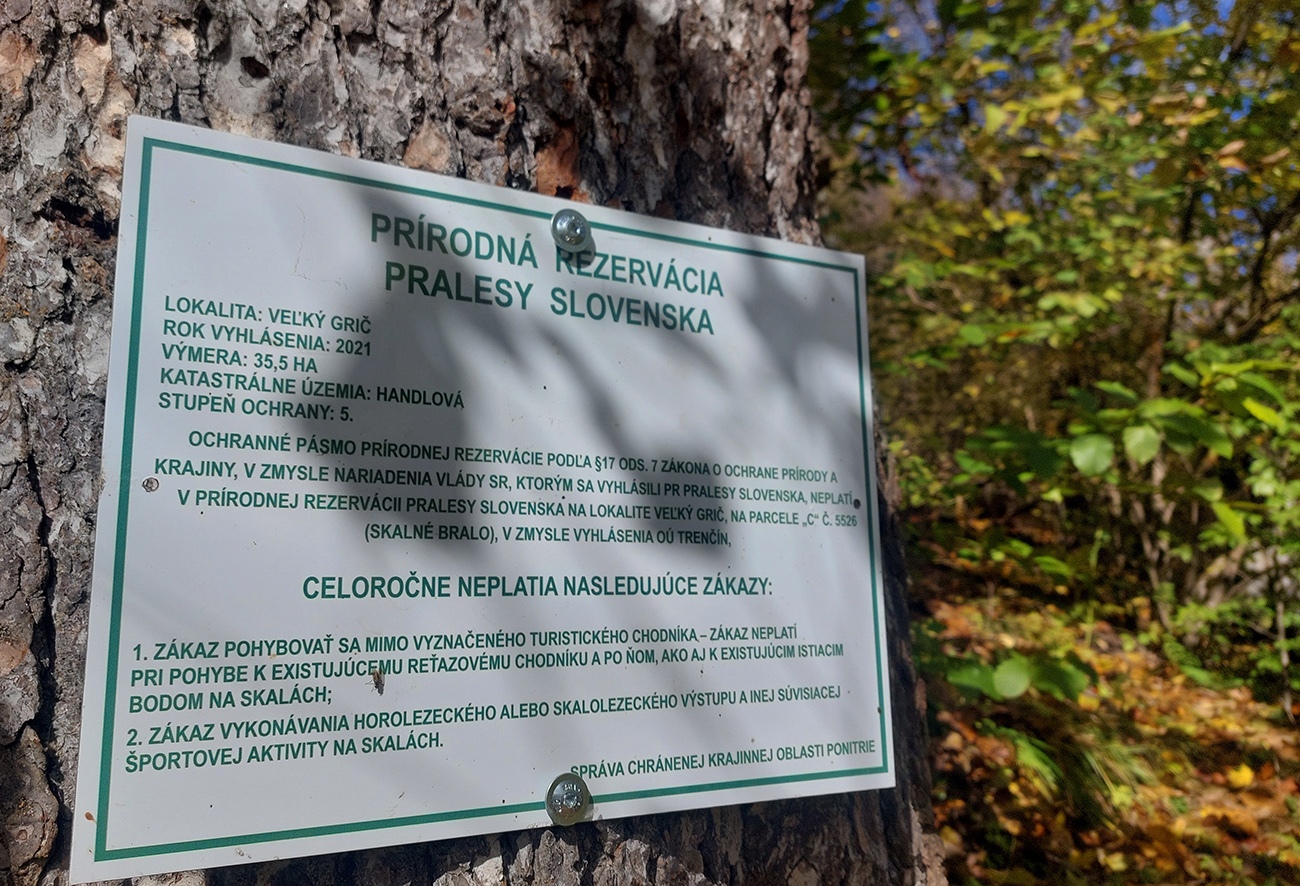 PRÍRODNÁ REZERVÁCIA
PRALESY SLOVENSKA
LOKALITA: VEĽKÝ GRIČ
ROK VYHLÁSENIA: 2021
VÝMERA: 35,5 HA
KATASTRÁLNE ÚZEMIA: HANDLOVÁ
STUPEŇ OCHRANY: 5.
OCHRANNÉ PÁSMO PRÍRODNEJ REZERVÁCIE PODĽA §17 ODS. 7 ZÁKONA O OCHRANE PRÍRODY A
KRAJINY, V ZMYSLE NARIADENIA VLÁDY SR, KTORÝM SA VYHLÁSILI PR PRALESY SLOVENSKA, NEPLATÍ
V PRÍRODNEJ REZERVÁCII PRALESY SLOVENSKA NA LOKALITE VEĽKÝ GRIČ, NA PARCELE „C“ Č. 5526
(SKALNÉ BRALO), V ZMYSLE VYHLÁSENIA OÚ TRENČÍN,
CELOROČNE NEPLATIA NASLEDUJÚCE ZÁKAZY:
1. ZÁKAZ POHYBOVAŤ SA MIMO VYZNAČENÉHO TURISTICKÉHO CHODNÍKA – ZÁKAZ NEPLATÍ
PRI POHYBE K EXISTUJÚCEMU REŤAZOVÉMU CHODNÍKU A PO ŇOM, AKO AJ K EXISTUJÚCIM ISTIACIM
BODOM NA SKALÁCH;
2. ZÁKAZ VYKONÁVANIA HOROLEZECKÉHO ALEBO SKALOLEZECKÉHO VÝSTUPU A INEJ SÚVISIACEJ
ŠPORTOVEJ AKTIVITY NA SKALÁCH.
SPRÁVA CHRÁNENEJ KRAJINNEJ OBLASTI PONITRIE